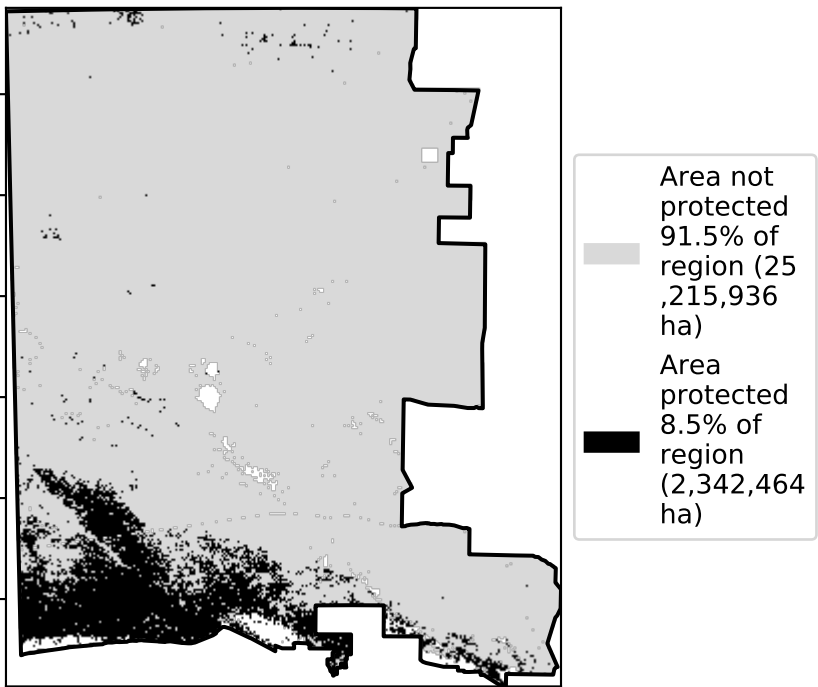 Area not
protected
91.5% of
region (25
,215,936
ha)
Area
protected
8.5% of
region
(2,342,464
ha)